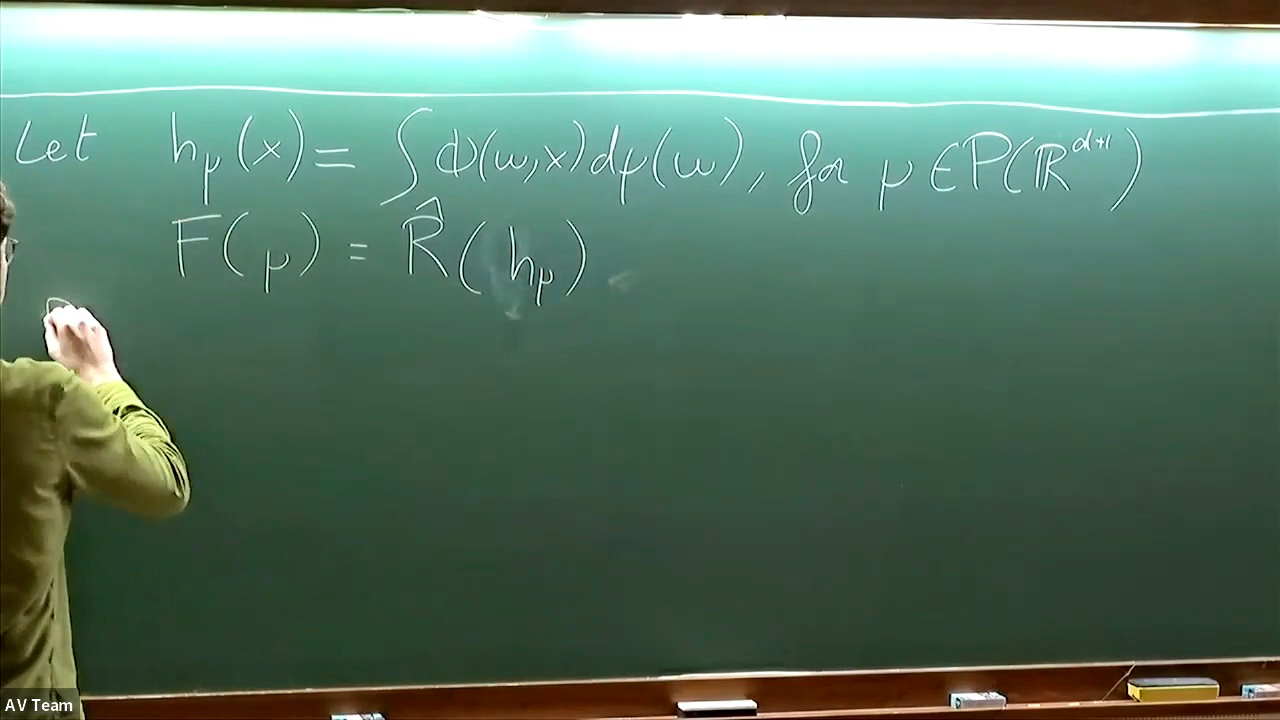 Let h_μ(x) = ∫ Φ(w,x) dμ(w), for μ ∈ P(ℝ^{d+1})
F(μ) = R̂(h_μ)
AV Team